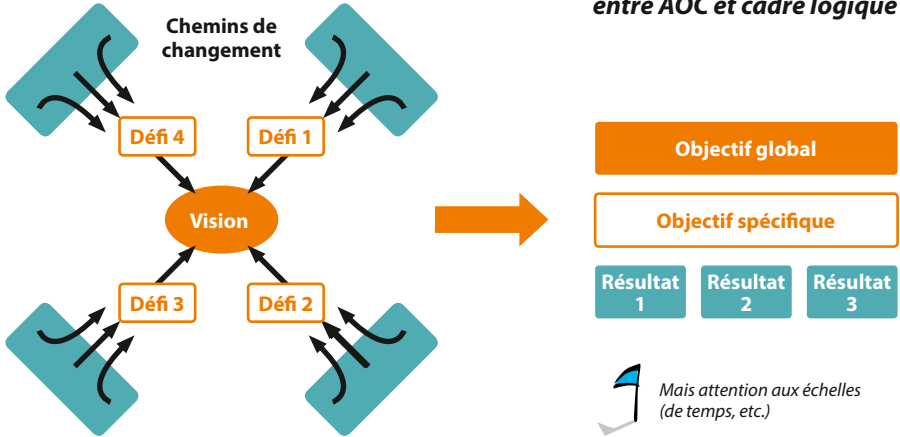 entre AOC et cadre logique
Chemins de
changement
Défi 4
Défi 1
Vision
Défi 3
Défi 2
Objectif global
Objectif spécifique
Résultat
1
Résultat
2
Résultat
3
Mais attention aux échelles
(de temps, etc.)